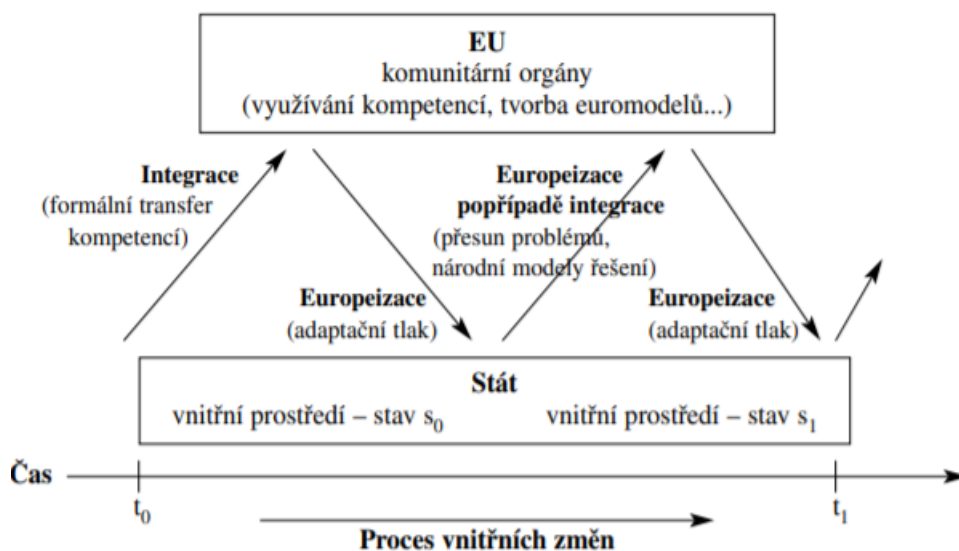 EU
komunitární orgány
(využívání kompetencí, tvorba euromodelů...)
Integrace
(formální transfer
kompetencí)
Europeizace
popřípadě integrace
(přesun problémů,
národní modely řešení)
Europeizace
(adaptační tlak)
Europeizace
(adaptační tlak)
Stát
vnitřní prostředí – stav s₀
vnitřní prostředí – stav s₁
Čas
t₀
t₁
Proces vnitřních změn